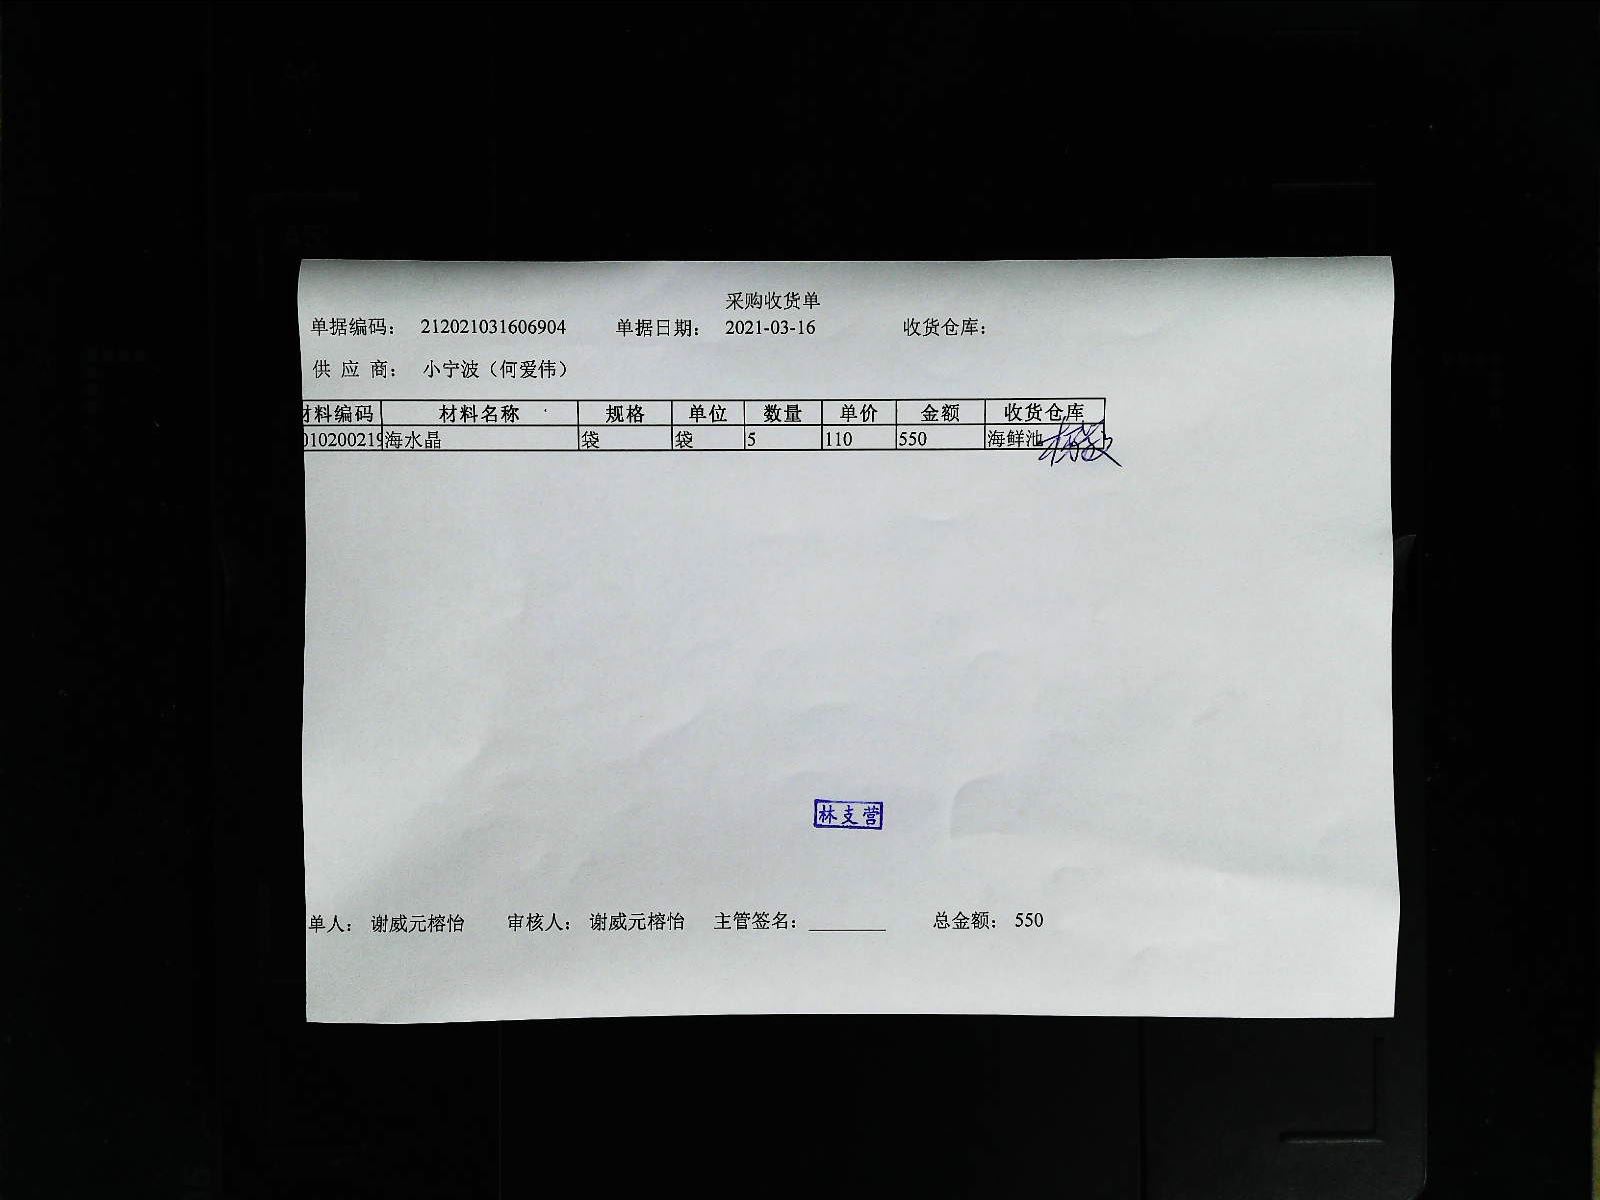 采购收货单
单据编码： 212021031606904 单据日期： 2021-03-16 收货仓库：
供 应 商： 小宁波（何爱伟）
材料编码 材料名称 规格 单位 数量 单价 金额 收货仓库
010200219 海水晶 袋 袋 5 110 550 海鲜池
林支营
单人： 谢威元榕怡 审核人： 谢威元榕怡 主管签名： 总金额： 550